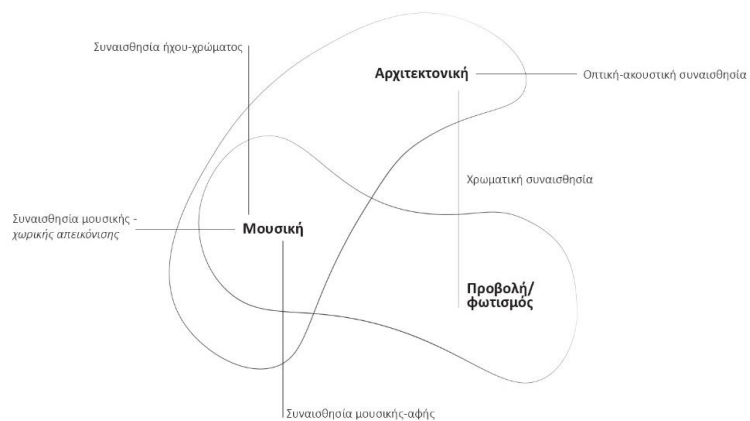 Συναισθησία ήχου-χρώματος
Αρχιτεκτονική
Οπτική-ακουστική συναισθησία
Χρωματική συναισθησία
Συναισθησία μουσικής -
χωρικής απεικόνισης
Μουσική
Προβολή/
φωτισμός
Συναισθησία μουσικής-αφής